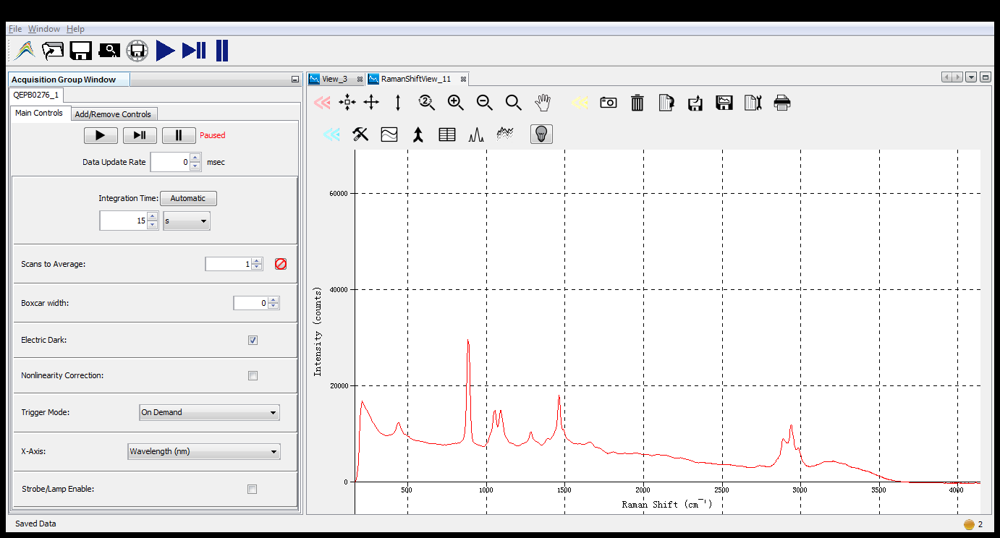 File Window Help
Acquisition Group Window
QEPB0276_1
Main Controls Add/Remove Controls
Paused
Data Update Rate 0 msec
Integration Time: Automatic
15 s
Scans to Average: 1
Boxcar width: 0
Electric Dark:
Nonlinearity Correction:
Trigger Mode: On Demand
X-Axis: Wavelength (nm)
Strobe/Lamp Enable:
View_3 RamanShiftView_11
2
60000
40000
20000
0
Intensity (counts)
500 1000 1500 2000 2500 3000 3500 4000
Raman Shift (cm⁻¹)
Saved Data
2